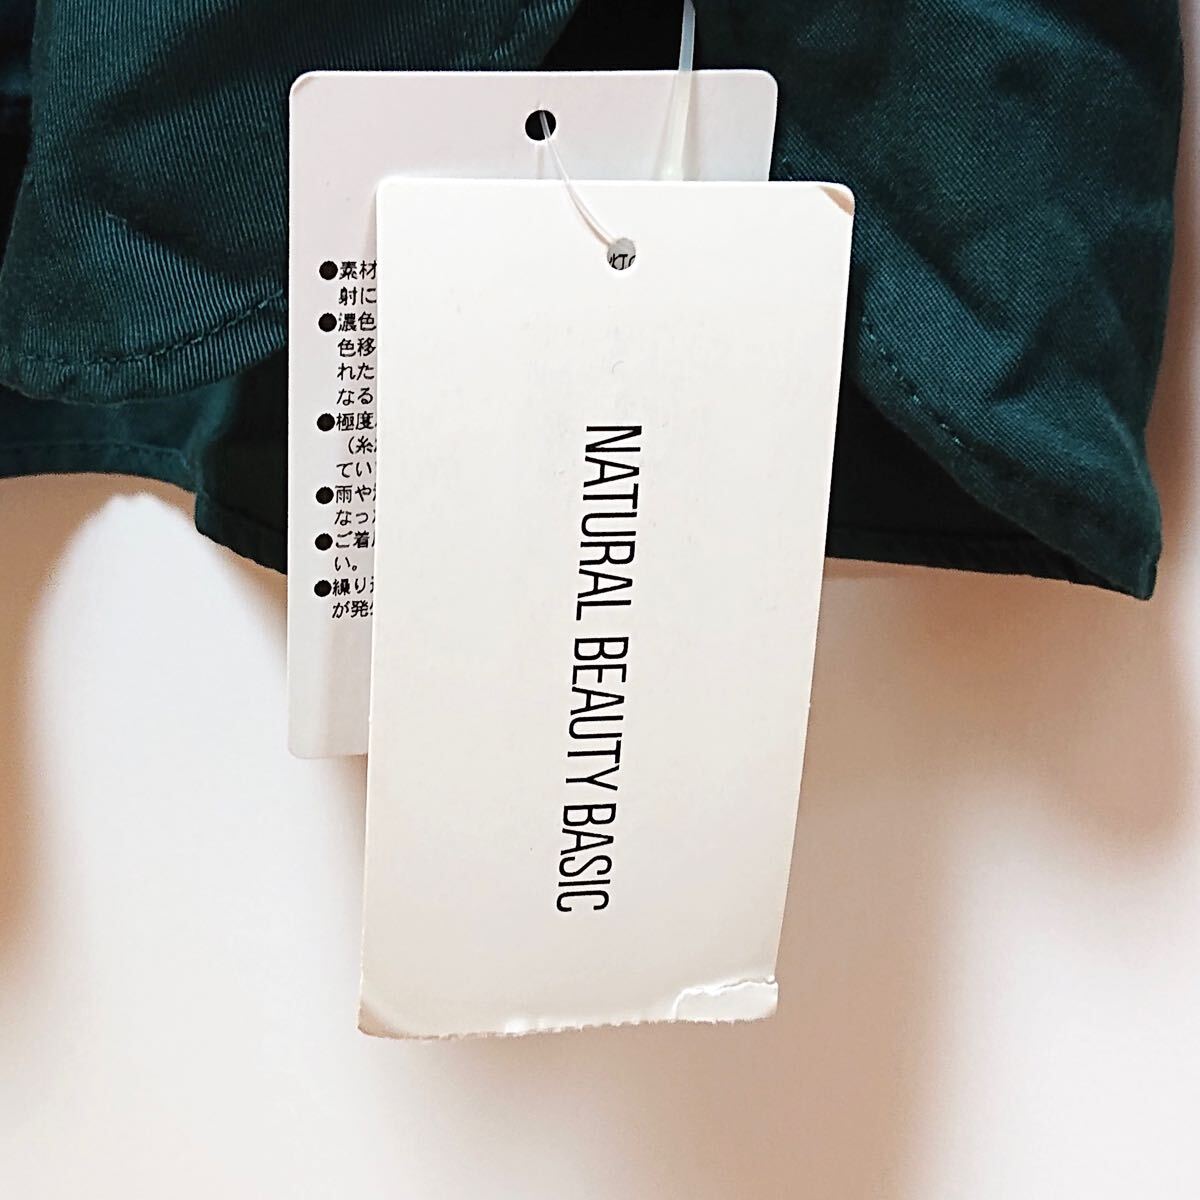 ●素材
射に
●濃色
色移
れた
なる
●極度
（糸
てい
●雨や
なっ
●ご着
い。
●繰り
が発
NATURAL BEAUTY BASIC